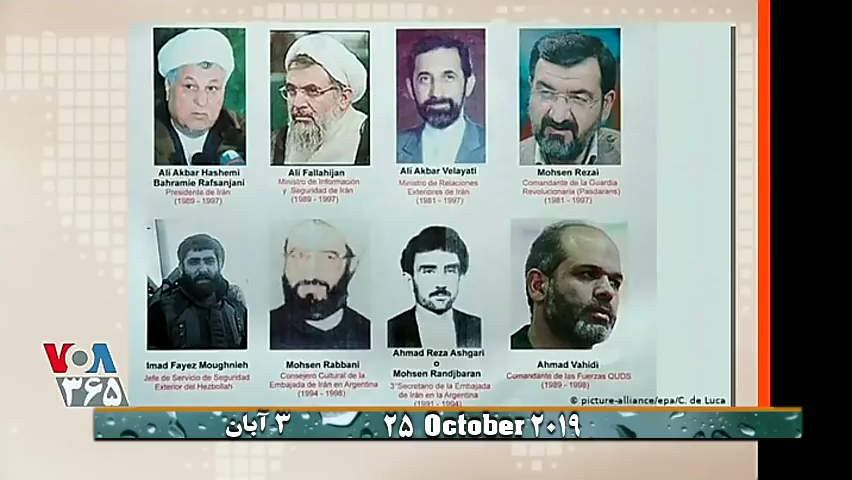 Ali Akbar Hashemi
Bahramie Rafsanjani
Presidente de Irán
(1989 - 1997)
Ali Fallahijan
Ministro de Información
y Seguridad de Irán
(1989 - 1997)
Ali Akbar Velayati
Ministro de Relaciones
Exteriores de Irán
(1981 - 1997)
Mohsen Rezai
Comandante de la Guardia
Revolucionaria (Pasdarans)
(1981 - 1997)
Imad Fayez Moughnieh
Jefe de Servicio de Seguridad
Exterior del Hezbollah
Mohsen Rabbani
Consejero Cultural de la
Embajada de Irán en Argentina
(1994 - 1998)
Ahmad Reza Ashgari
o
Mohsen Randjbaran
3°Secretario de la Embajada
de Irán en la Argentina
(1991 - 1994)
Ahmad Vahidi
Comandante de las Fuerzas QUDS
(1989 - 1998)
© picture-alliance/epa/C. de Luca
VOA
۳۶۵
۳ آبان
۲۵ October ۲۰۱۹